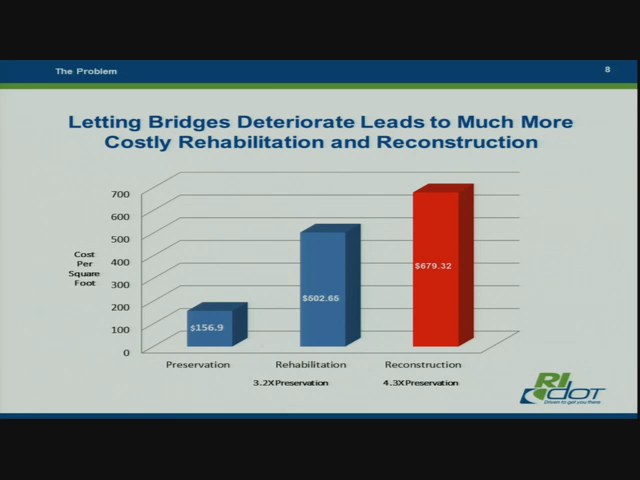 The Problem
8
Letting Bridges Deteriorate Leads to Much More
Costly Rehabilitation and Reconstruction
700
600
500
400
300
200
100
0
Cost
Per
Square
Foot
$156.9
$502.65
$679.32
Preservation Rehabilitation Reconstruction
3.2X Preservation 4.3X Preservation
RI
DOT
Driven to get you there